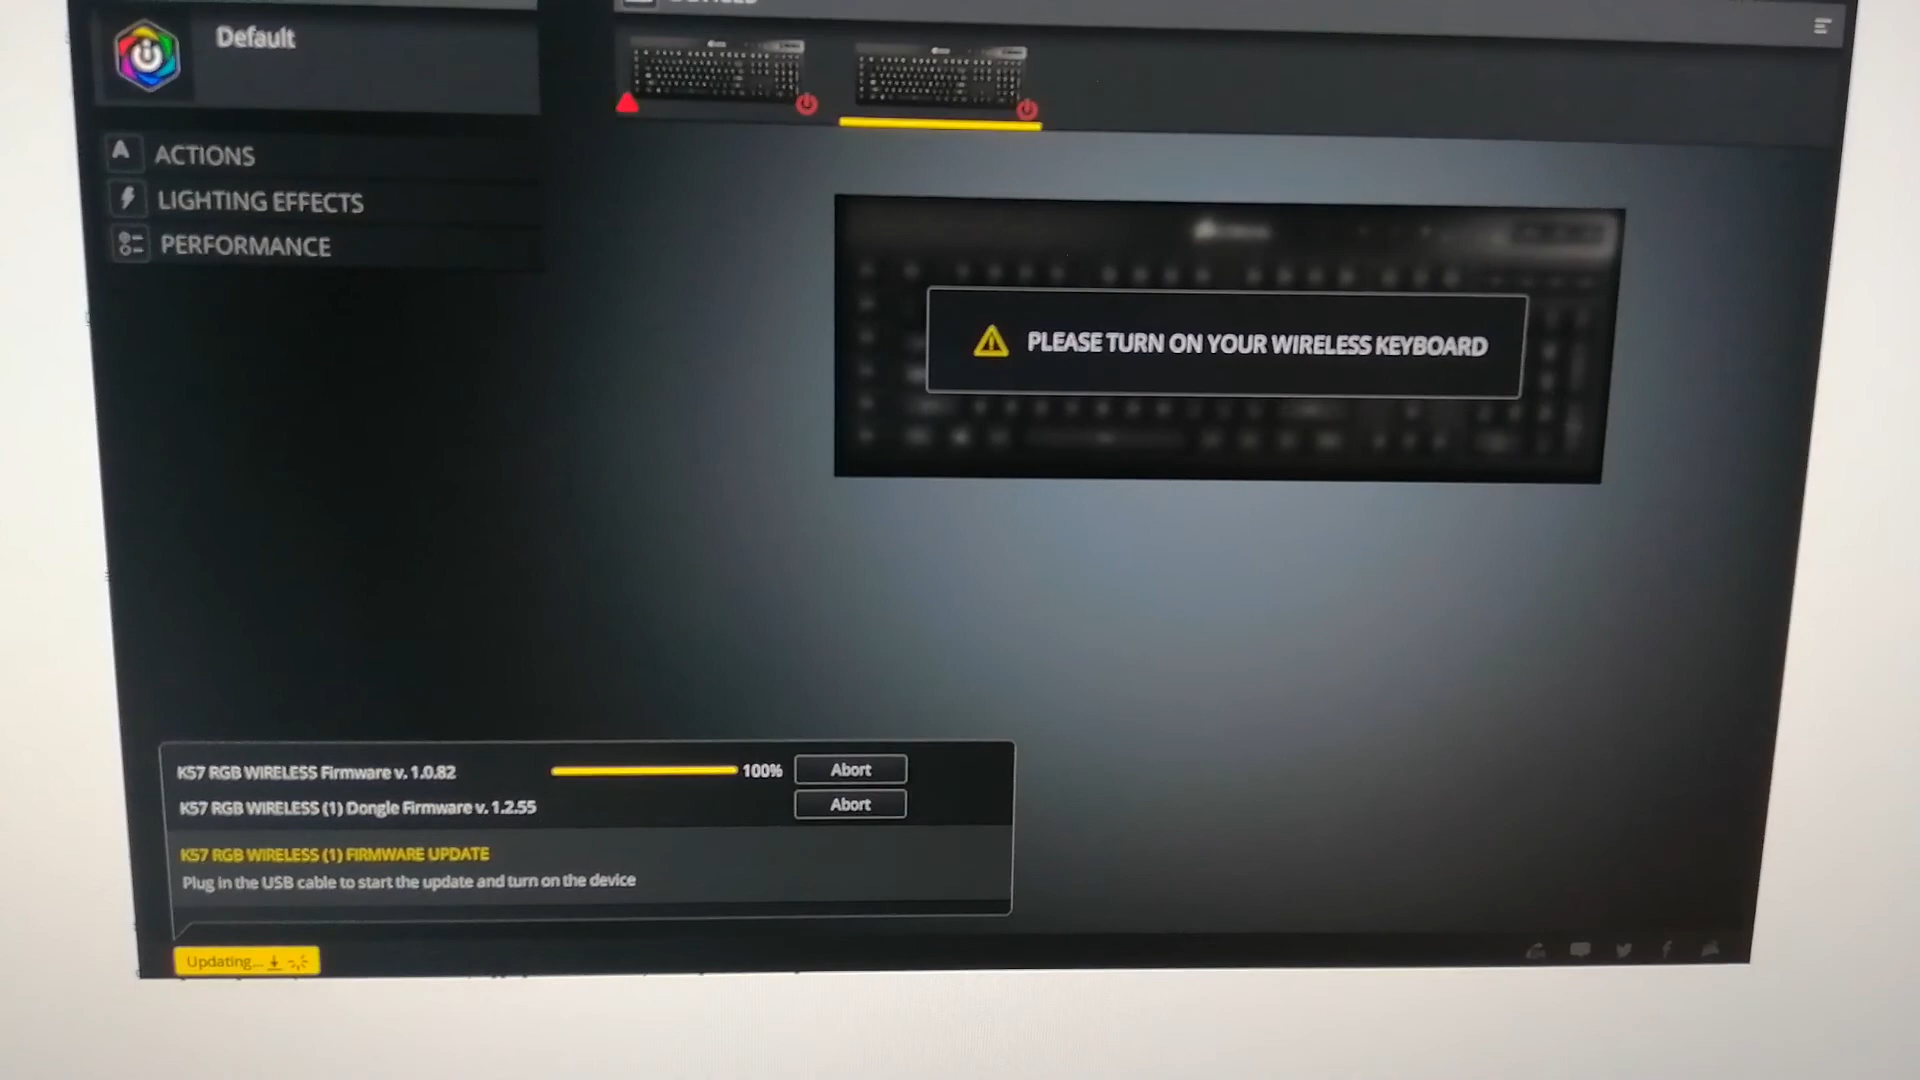 Default
ACTIONS
LIGHTING EFFECTS
PERFORMANCE
PLEASE TURN ON YOUR WIRELESS KEYBOARD
K57 RGB WIRELESS Firmware v. 1.0.82 100% Abort
K57 RGB WIRELESS (1) Dongle Firmware v. 1.2.55 Abort
K57 RGB WIRELESS (1) FIRMWARE UPDATE
Plug in the USB cable to start the update and turn on the device
Updating...